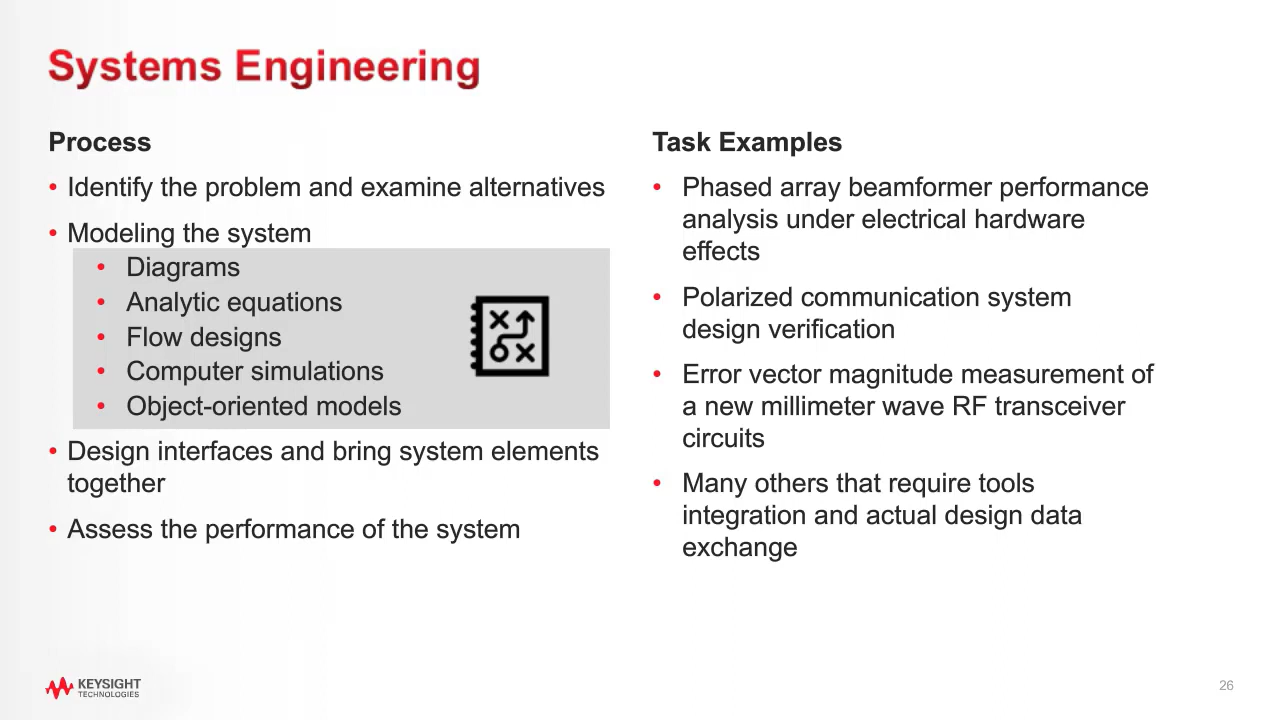 Systems Engineering
Process
• Identify the problem and examine alternatives
• Modeling the system
• Diagrams
• Analytic equations
• Flow designs
• Computer simulations
• Object-oriented models
• Design interfaces and bring system elements
together
• Assess the performance of the system
Task Examples
• Phased array beamformer performance
analysis under electrical hardware
effects
• Polarized communication system
design verification
• Error vector magnitude measurement of
a new millimeter wave RF transceiver
circuits
• Many others that require tools
integration and actual design data
exchange
KEYSIGHT
TECHNOLOGIES
26